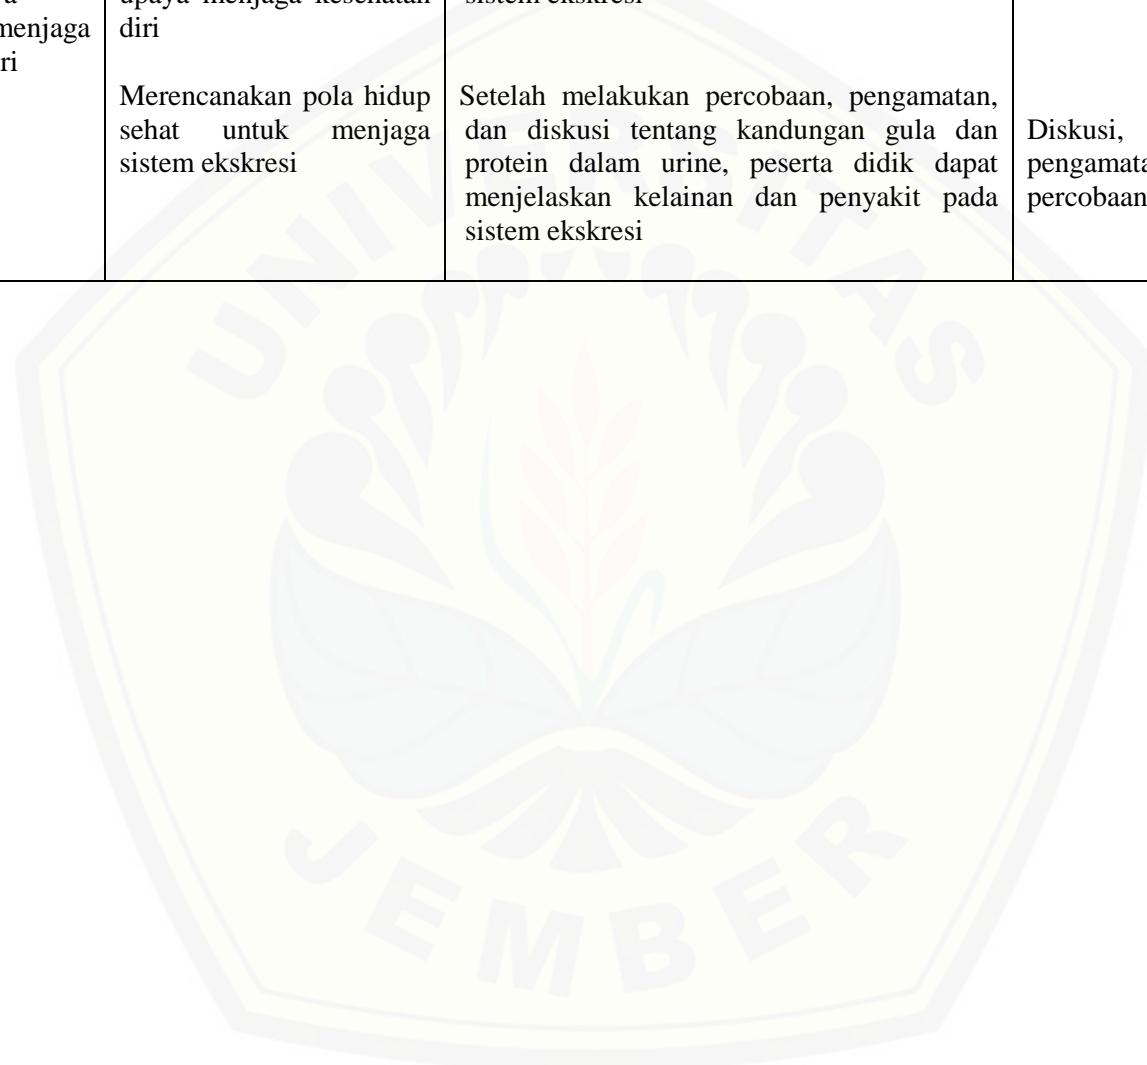 menjaga
upaya menjaga kesehatan
diri
Merencanakan pola hidup
sehat untuk menjaga
sistem ekskresi
sistem ekskresi
Setelah melakukan percobaan, pengamatan,
dan diskusi tentang kandungan gula dan
protein dalam urine, peserta didik dapat
menjelaskan kelainan dan penyakit pada
sistem ekskresi
Diskusi,
percobaan
UNIVERSITAS
JEMBER